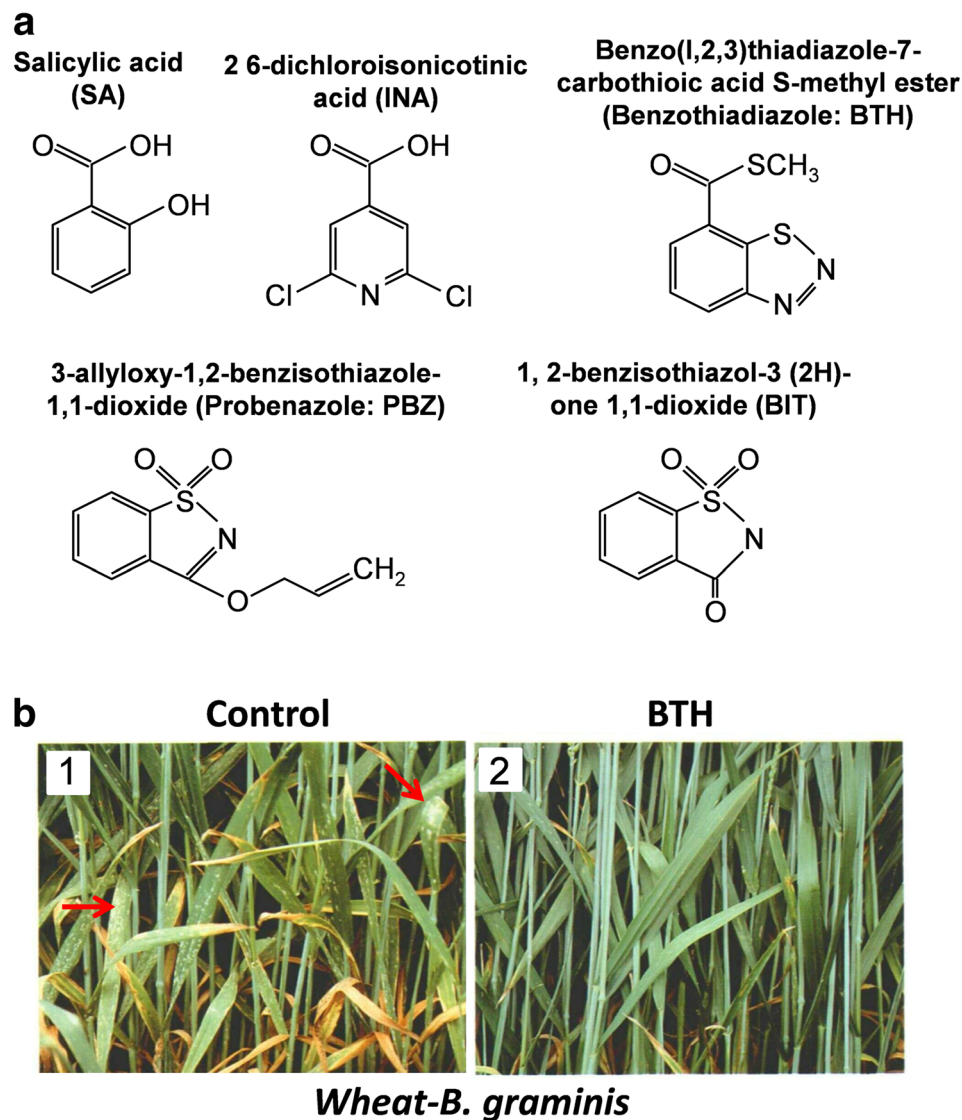 a
Salicylic acid
(SA)
2 6-dichloroisonicotinic
acid (INA)
Benzo(l,2,3)thiadiazole-7-
carbothioic acid S-methyl ester
(Benzothiadiazole: BTH)
O
OH
OH
O
OH
Cl
N
Cl
O
SCH3
S
N
N
3-allyloxy-1,2-benzisothiazole-
1,1-dioxide (Probenazole: PBZ)
1, 2-benzisothiazol-3 (2H)-
one 1,1-dioxide (BIT)
O
O
S
N
O
CH2
O
O
S
N
O
b
Control
BTH
1
2
Wheat-B. graminis